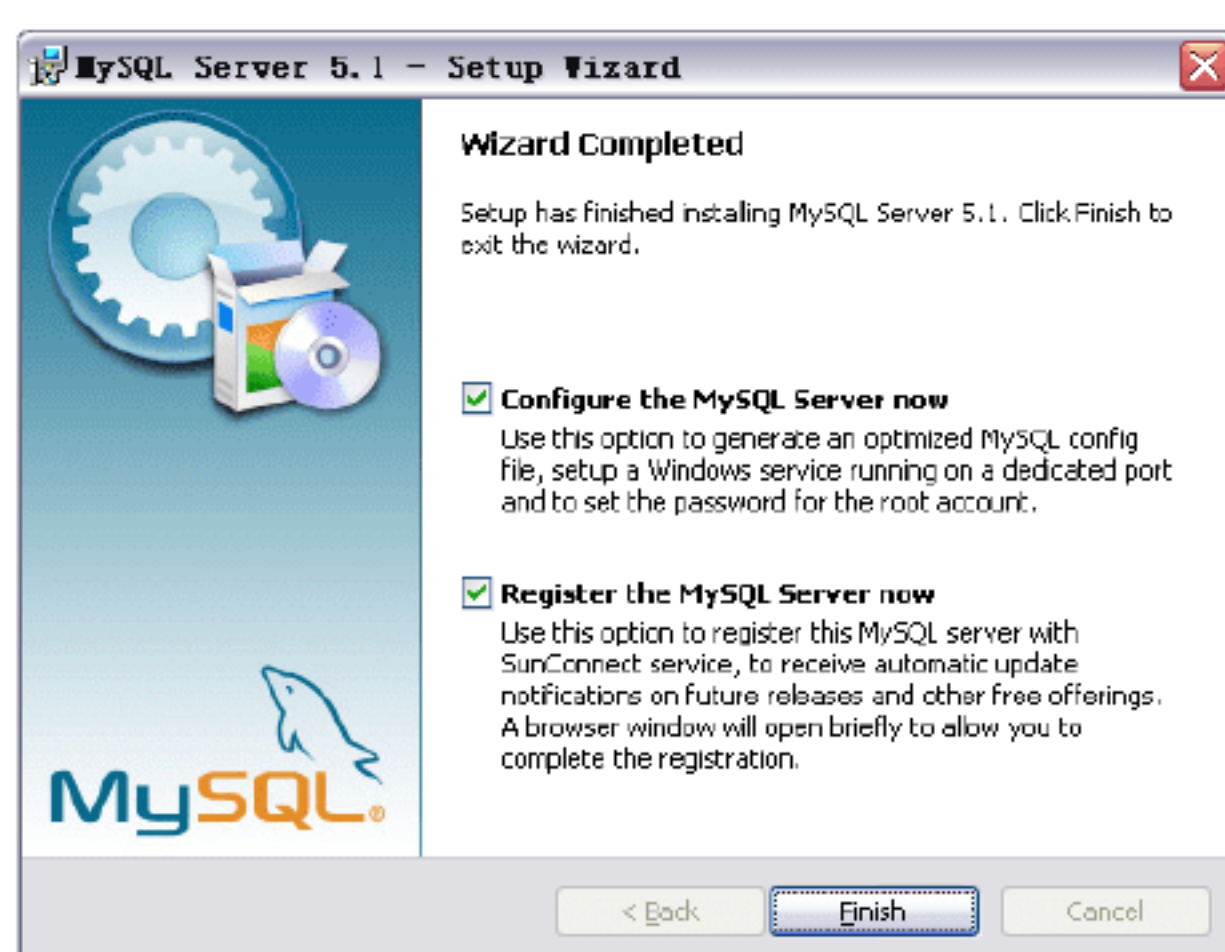 MySQL Server 5.1 - Setup Wizard
Wizard Completed
Setup has finished installing MySQL Server 5.1. Click Finish to
exit the wizard.
Configure the MySQL Server now
Use this option to generate an optimized MySQL config
file, setup a Windows service running on a dedicated port
and to set the password for the root account.
Register the MySQL Server now
Use this option to register this MySQL server with
SunConnect service, to receive automatic update
notifications on future releases and other free offerings.
A browser window will open briefly to allow you to
complete the registration.
MySQL®
< Back
Finish
Cancel